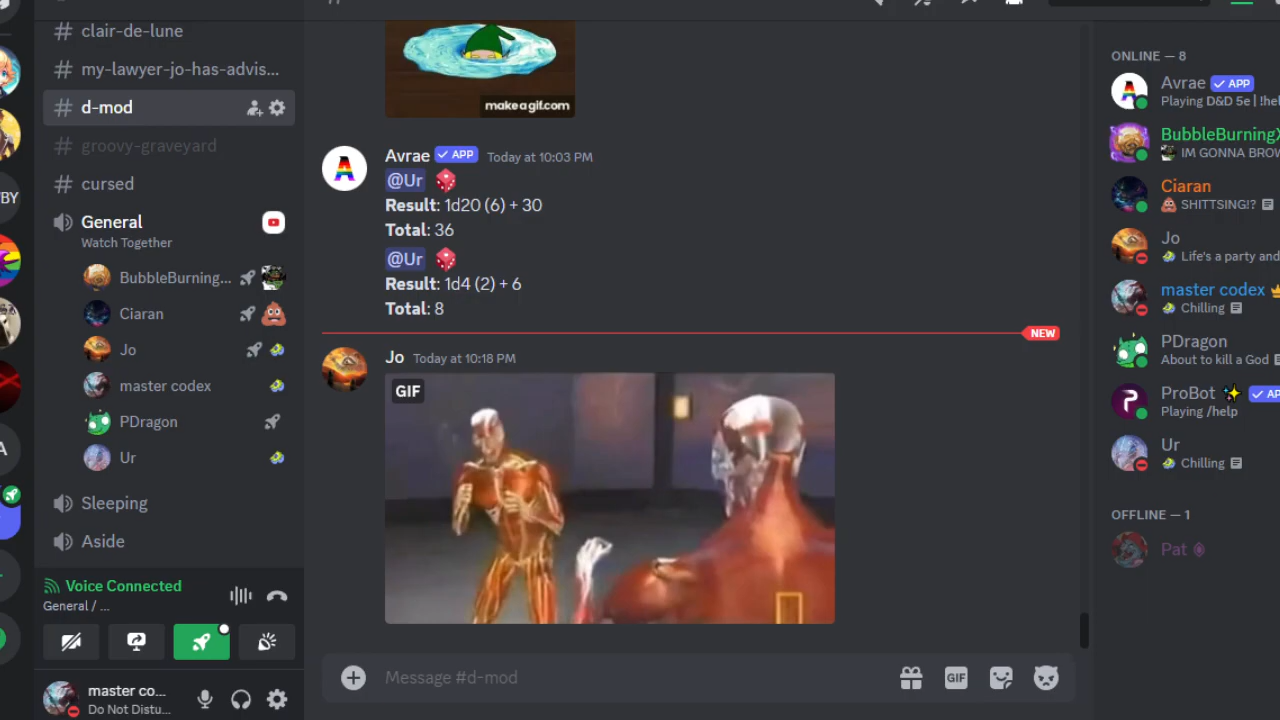 clair-de-lune
my-lawyer-jo-has-advis...
d-mod
groovy-graveyard
cursed
General
Watch Together
BubbleBurning...
Ciaran
Jo
master codex
PDragon
Ur
Sleeping
Aside
Voice Connected
General / ...
master co...
Do Not Distu...
BY
A
makeagif.com
Avrae APP Today at 10:03 PM
@Ur
Result: 1d20 (6) + 30
Total: 36
@Ur
Result: 1d4 (2) + 6
Total: 8
NEW
Jo Today at 10:18 PM
GIF
Message #d-mod
GIF
ONLINE — 8
A
Avrae APP
Playing D&D 5e | !hel
BubbleBurning
IM GONNA BROW
Ciaran
SHITTSING!?
Jo
Life's a party and
master codex
Chilling
PDragon
About to kill a God
ProBot AP
Playing /help
Ur
Chilling
OFFLINE — 1
Pat